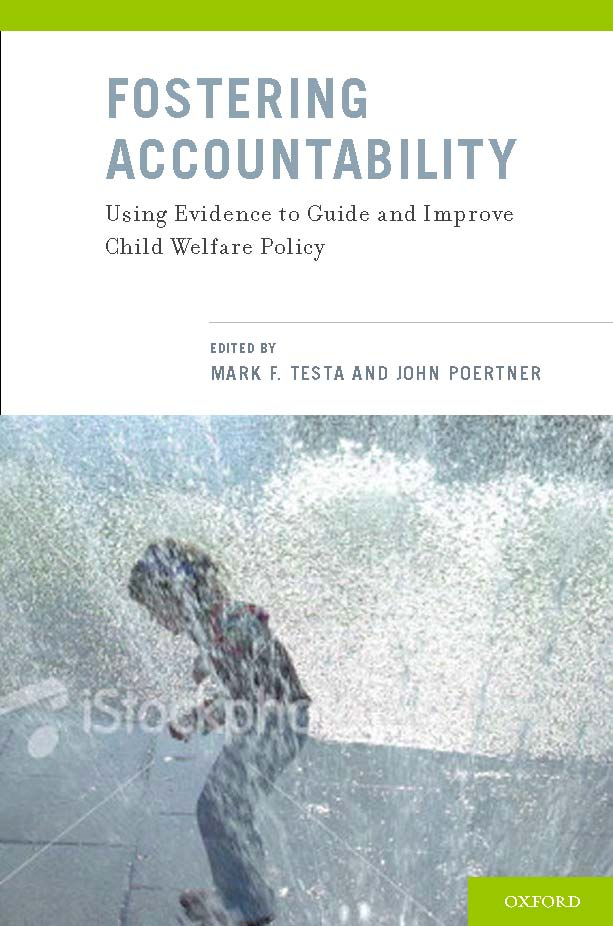 FOSTERING
ACCOUNTABILITY
Using Evidence to Guide and Improve
Child Welfare Policy
EDITED BY
MARK F. TESTA AND JOHN POERTNER
iStockpho
OXFORD